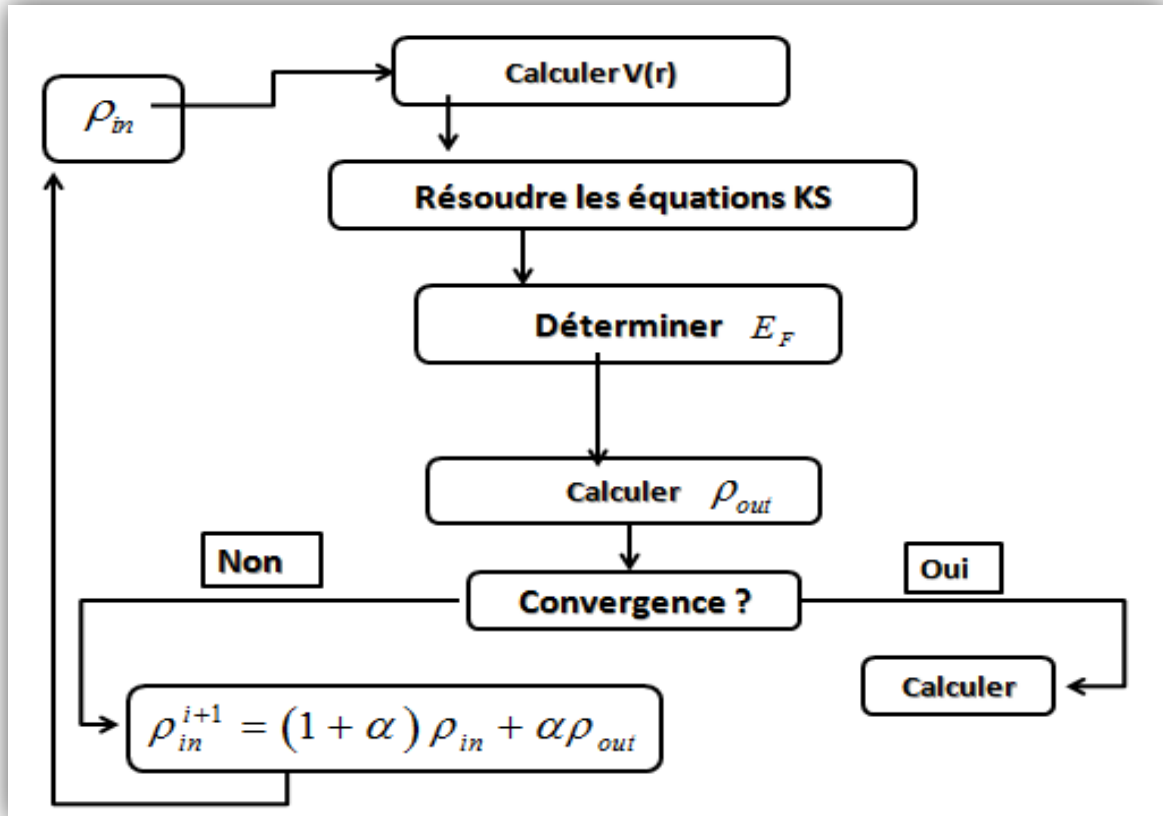 Calculer V(r)
ρ_in
Résoudre les équations KS
Déterminer E_F
Calculer ρ_out
Non
Oui
Convergence ?
Calculer
ρ_in^{i+1} = (1 + α) ρ_in + αρ_out